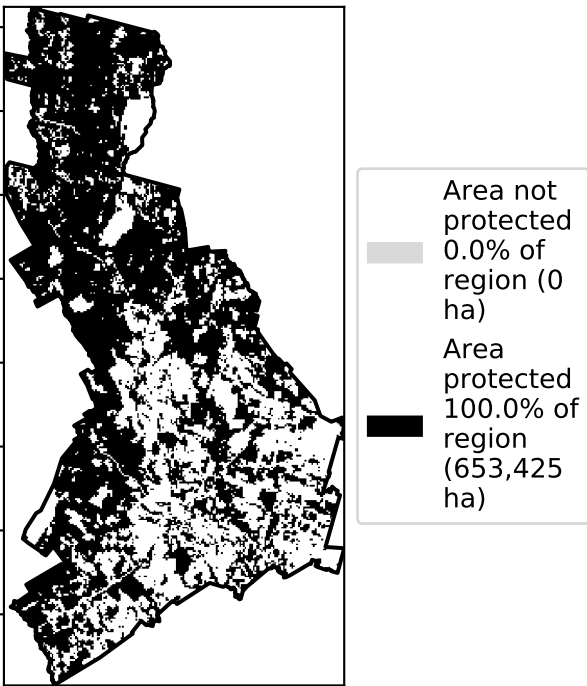 Area not
protected
0.0% of
region (0
ha)
Area
protected
100.0% of
region
(653,425
ha)